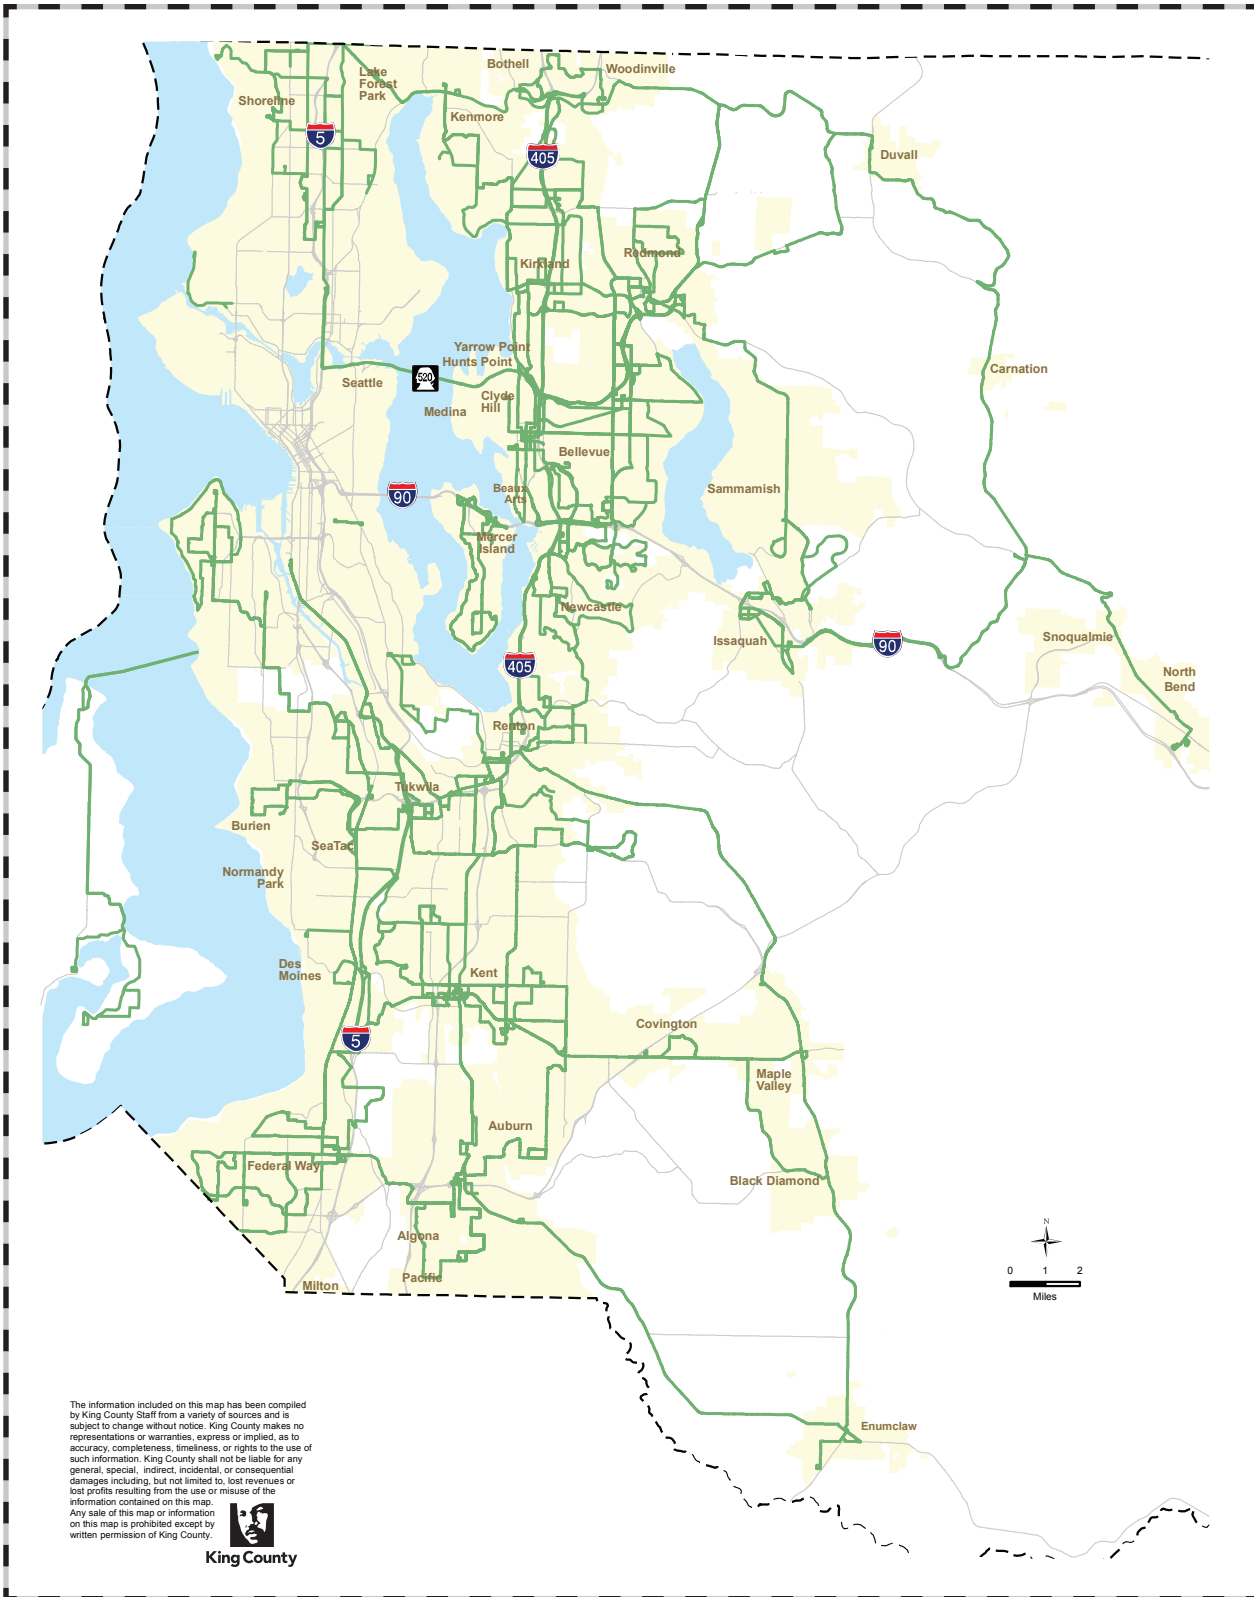 Bothell
Woodinville
Lake
Forest
Park
Shoreline
Kenmore
5
405
Duvall
Redmond
Kirkland
Yarrow Point
Hunts Point
520
Seattle
Clyde
Hill
Medina
Carnation
Bellevue
Beaux
Arts
90
Sammamish
Mercer
Island
Newcastle
Issaquah
90
Snoqualmie
405
North
Bend
Renton
Tukwila
Burien
SeaTac
Normandy
Park
Des
Moines
Kent
5
Covington
Maple
Valley
Auburn
Federal Way
Black Diamond
Algona
Pacific
Milton
N
0 1 2
Miles
Enumclaw
The information included on this map has been compiled
by King County Staff from a variety of sources and is
subject to change without notice. King County makes no
representations or warranties, express or implied, as to
accuracy, completeness, timeliness, or rights to the use of
such information. King County shall not be liable for any
general, special, indirect, incidental, or consequential
damages including, but not limited to, lost revenues or
lost profits resulting from the use or misuse of the
information contained on this map.
Any sale of this map or information
on this map is prohibited except by
written permission of King County.
King County